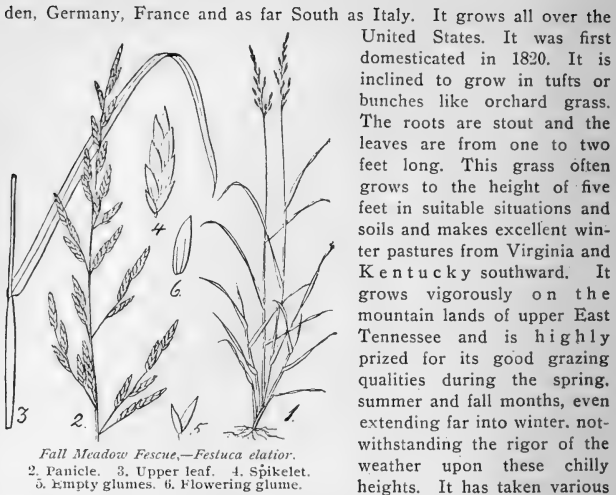 den, Germany, France and as far South as Italy. It grows all over the
United States. It was first
domesticated in 1820. It is
inclined to grow in tufts or
bunches like orchard grass.
The roots are stout and the
leaves are from one to two
feet long. This grass often
grows to the height of five
feet in suitable situations and
soils and makes excellent win-
ter pastures from Virginia and
Kentucky southward. It
grows vigorously on the
mountain lands of upper East
Tennessee and is highly
prized for its good grazing
qualities during the spring,
summer and fall months, even
extending far into winter. not-
withstanding the rigor of the
weather upon these chilly
heights. It has taken various
4
6.
3
2.
5
1.
Fall Meadow Fescue,—Festuca elatior.
2. Panicle. 3. Upper leaf. 4. Spikelet.
5. Empty glumes. 6. Flowering glume.